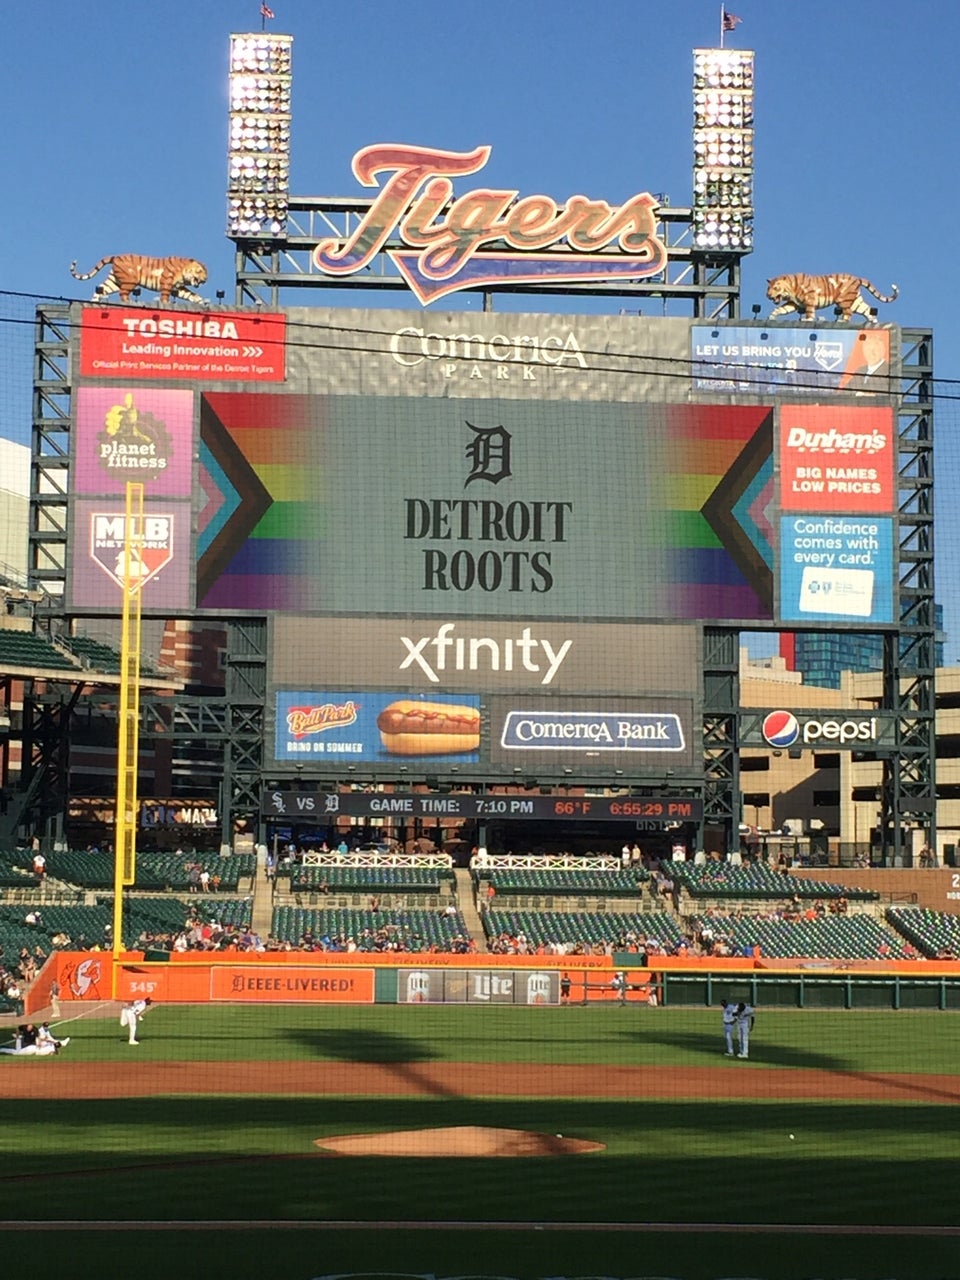 Tigers
TOSHIBA
Leading Innovation >>>
Official Print Services Partner of the Detroit Tigers
ComericA
PARK
LET US BRING YOU
planet
fitness
MLB
NETWORK
D
DETROIT
ROOTS
Dunham's
SPORTS
BIG NAMES
LOW PRICES
Confidence
comes with
every card.
xfinity
Ball Park
BRING ON SUMMER
ComericA Bank
pepsi
Sox VS D GAME TIME: 7:10 PM 86°F 6:55:29 PM
345'
DEEEE-LIVERED!
Lite
Lite
Lite